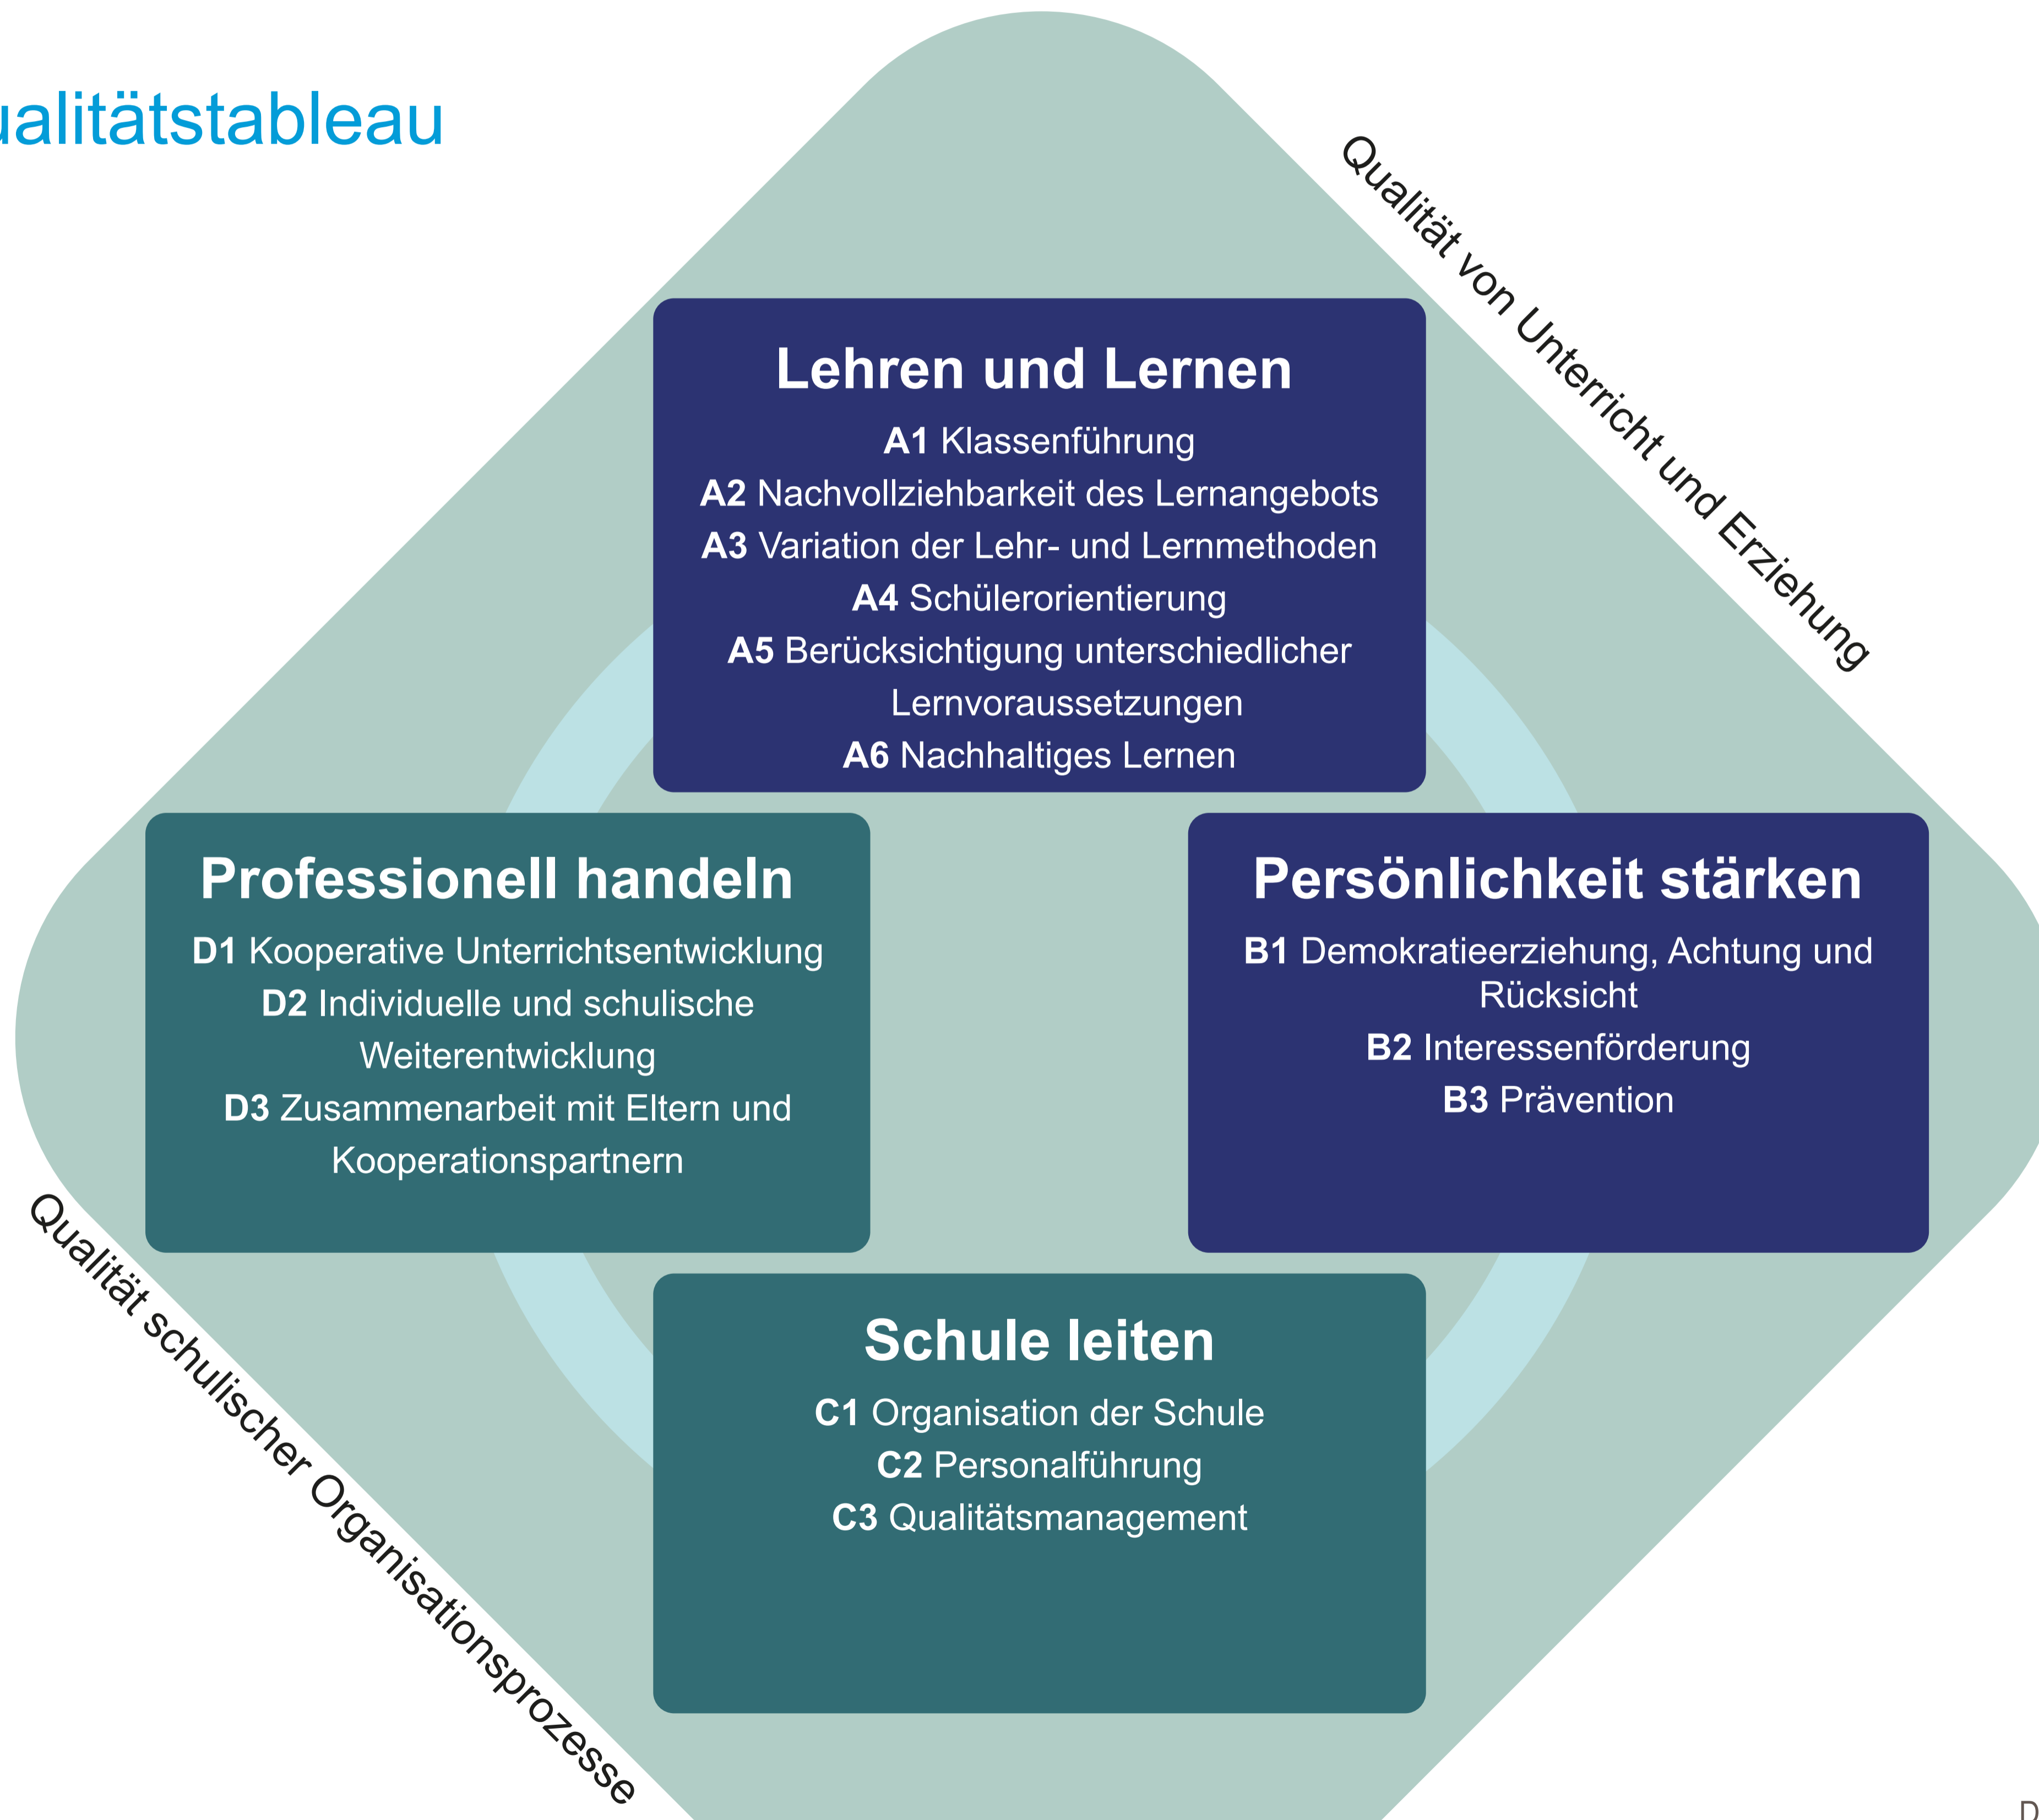 ualitätstableau
Qualität von Unterricht und Erziehung
Lehren und Lernen
A1 Klassenführung
A2 Nachvollziehbarkeit des Lernangebots
A3 Variation der Lehr- und Lernmethoden
A4 Schülerorientierung
A5 Berücksichtigung unterschiedlicher
Lernvoraussetzungen
A6 Nachhaltiges Lernen
Professionell handeln
D1 Kooperative Unterrichtsentwicklung
D2 Individuelle und schulische
Weiterentwicklung
D3 Zusammenarbeit mit Eltern und
Kooperationspartnern
Persönlichkeit stärken
B1 Demokratieerziehung, Achtung und
Rücksicht
B2 Interessenförderung
B3 Prävention
Schule leiten
C1 Organisation der Schule
C2 Personalführung
C3 Qualitätsmanagement
Qualität schulischer Organisationsprozesse